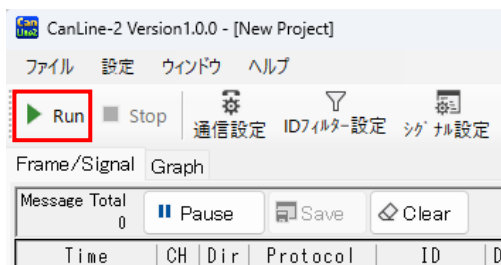 CanLine-2 Version1.0.0 - [New Project]
ファイル 設定 ウィンドウ ヘルプ
Run Stop 通信設定 IDフィルター設定 シグナル設定
Frame/Signal Graph
Message Total
0
Pause Save Clear
Time CH Dir Protocol ID D